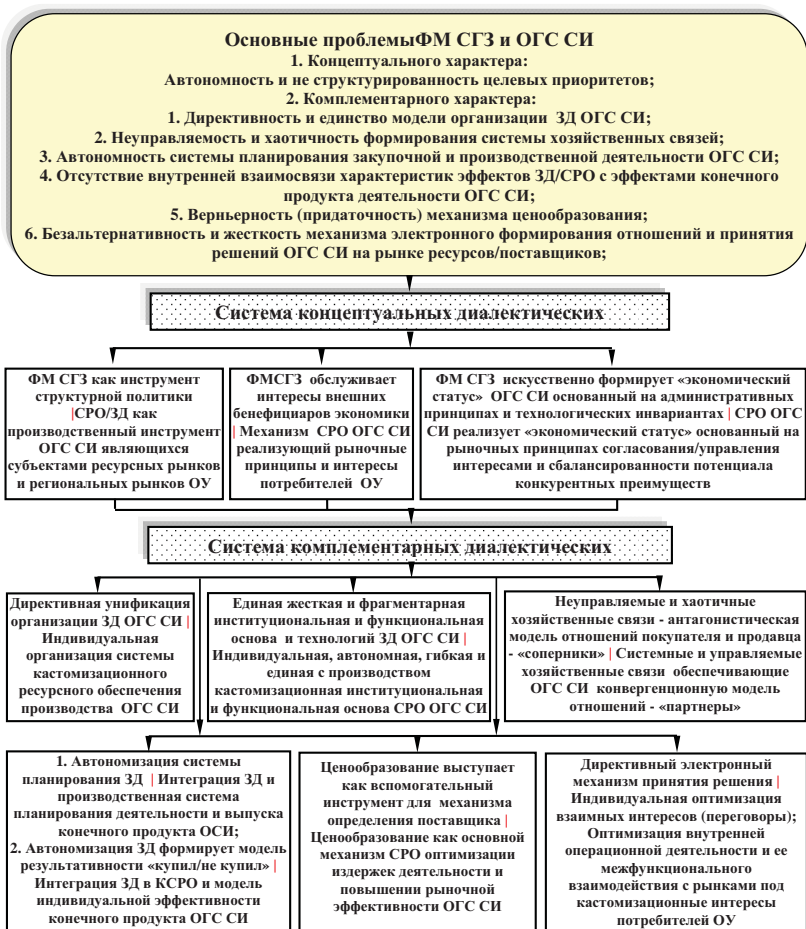 Основные проблемыФМ СГЗ и ОГС СИ
1. Концептуального характера:
Автономность и не структурированность целевых приоритетов;
2. Комплементарного характера:
1. Директивность и единство модели организации ЗД ОГС СИ;
2. Неуправляемость и хаотичность формирования системы хозяйственных связей;
3. Автономность системы планирования закупочной и производственной деятельности ОГС СИ;
4. Отсутствие внутренней взаимосвязи характеристик эффектов ЗД/СРО с эффектами конечного
продукта деятельности ОГС СИ;
5. Верньерность (придаточность) механизма ценообразования;
6. Безальтернативность и жесткость механизма электронного формирования отношений и принятия
решений ОГС СИ на рынке ресурсов/поставщиков;
Система концептуальных диалектических
ФМ СГЗ как инструмент
структурной политики
|СРО/ЗД как
производственный инструмент
ОГС СИ являющихся
субъектами ресурсных рынков
и региональных рынков ОУ
ФМСГЗ обслуживает
интересы внешних
бенефициаров экономики
| Механизм СРО ОГС СИ
реализующий рыночные
принципы и интересы
потребителей ОУ
ФМ СГЗ искусственно формирует «экономический
статус» ОГС СИ основанный на административных
принципах и технологических инвариантах | СРО ОГС
СИ реализует «экономический статус» основанный на
рыночных принципах согласования/управления
интересами и сбалансированности потенциала
конкурентных преимуществ
Система комплементарных диалектических
Директивная унификация
организации ЗД ОГС СИ |
Индивидуальная
организация системы
кастомизационного
ресурсного обеспечения
производства ОГС СИ
Единая жесткая и фрагментарная
институциональная и функциональная
основа и технологий ЗД ОГС СИ |
Индивидуальная, автономная, гибкая и
единая с производством
кастомизационная институциональная
и функциональная основа СРО ОГС СИ
Неуправляемые и хаотичные
хозяйственные связи - антагонистическая
модель отношений покупателя и продавца
- «соперники» | Системные и управляемые
хозяйственные связи обеспечивающие
ОГС СИ конвергенционную модель
отношений - «партнеры»
1. Автономизация системы
планирования ЗД | Интеграция ЗД и
производственная система
планирования деятельности и выпуска
конечного продукта ОСИ;
2. Автономизация ЗД формирует модель
результативности «купил/не купил» |
Интеграция ЗД в КСРО и модель
индивидуальной эффективности
конечного продукта ОГС СИ
Ценообразование выступает
как вспомогательный
инструмент для механизма
определения поставщика |
Ценообразование как основной
механизм СРО оптимизации
издержек деятельности и
повышении рыночной
эффективности ОГС СИ
Директивный электронный
механизм принятия решения |
Индивидуальная оптимизация
взаимных интересов (переговоры);
Оптимизация внутренней
операционной деятельности и ее
межфункционального
взаимодействия с рынками под
кастомизационные интересы
потребителей ОУ